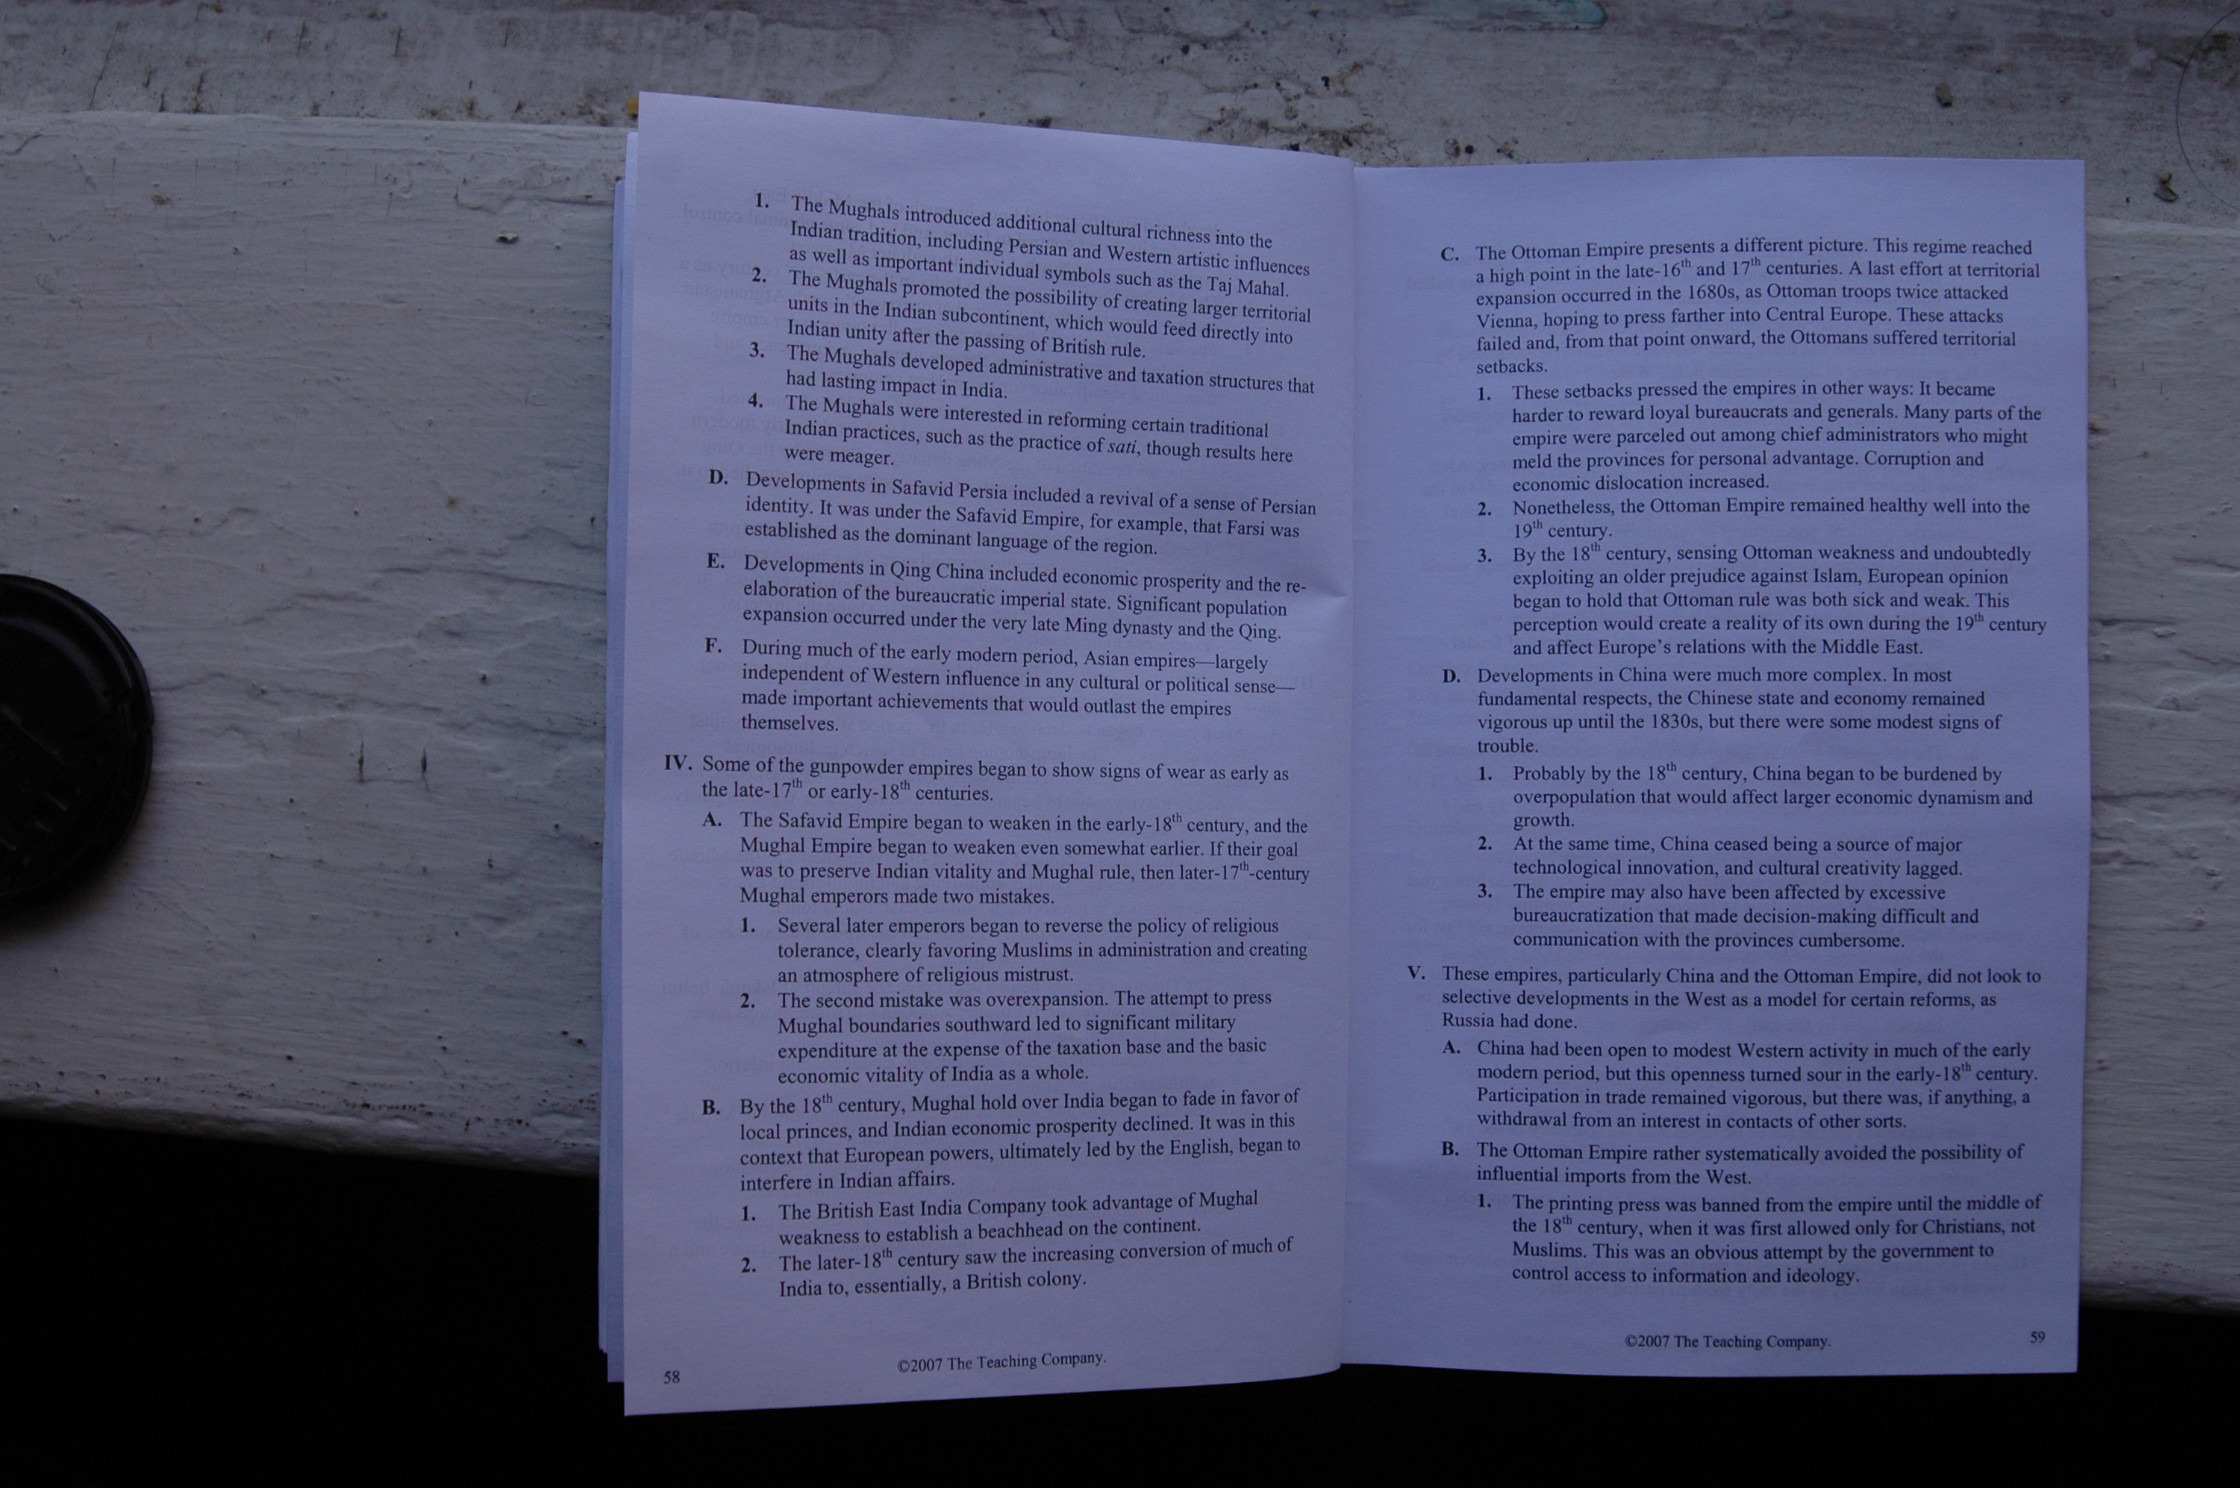 1. The Mughals introduced additional cultural richness into the
Indian tradition, including Persian and Western artistic influences
as well as important individual symbols such as the Taj Mahal.
2. The Mughals promoted the possibility of creating larger territorial
units in the Indian subcontinent, which would feed directly into
Indian unity after the passing of British rule.
3. The Mughals developed administrative and taxation structures that
had lasting impact in India.
4. The Mughals were interested in reforming certain traditional
Indian practices, such as the practice of sati, though results here
were meager.
D. Developments in Safavid Persia included a revival of a sense of Persian
identity. It was under the Safavid Empire, for example, that Farsi was
established as the dominant language of the region.
E. Developments in Qing China included economic prosperity and the re-
elaboration of the bureaucratic imperial state. Significant population
expansion occurred under the very late Ming dynasty and the Qing.
F. During much of the early modern period, Asian empires—largely
independent of Western influence in any cultural or political sense—
made important achievements that would outlast the empires
themselves.
IV. Some of the gunpowder empires began to show signs of wear as early as
the late-17th or early-18th centuries.
A. The Safavid Empire began to weaken in the early-18th century, and the
Mughal Empire began to weaken even somewhat earlier. If their goal
was to preserve Indian vitality and Mughal rule, then later-17th-century
Mughal emperors made two mistakes.
1. Several later emperors began to reverse the policy of religious
tolerance, clearly favoring Muslims in administration and creating
an atmosphere of religious mistrust.
2. The second mistake was overexpansion. The attempt to press
Mughal boundaries southward led to significant military
expenditure at the expense of the taxation base and the basic
economic vitality of India as a whole.
B. By the 18th century, Mughal hold over India began to fade in favor of
local princes, and Indian economic prosperity declined. It was in this
context that European powers, ultimately led by the English, began to
interfere in Indian affairs.
1. The British East India Company took advantage of Mughal
weakness to establish a beachhead on the continent.
2. The later-18th century saw the increasing conversion of much of
India to, essentially, a British colony.
©2007 The Teaching Company.
58
C. The Ottoman Empire presents a different picture. This regime reached
a high point in the late-16th and 17th centuries. A last effort at territorial
expansion occurred in the 1680s, as Ottoman troops twice attacked
Vienna, hoping to press farther into Central Europe. These attacks
failed and, from that point onward, the Ottomans suffered territorial
setbacks.
1. These setbacks pressed the empires in other ways: It became
harder to reward loyal bureaucrats and generals. Many parts of the
empire were parceled out among chief administrators who might
meld the provinces for personal advantage. Corruption and
economic dislocation increased.
2. Nonetheless, the Ottoman Empire remained healthy well into the
19th century.
3. By the 18th century, sensing Ottoman weakness and undoubtedly
exploiting an older prejudice against Islam, European opinion
began to hold that Ottoman rule was both sick and weak. This
perception would create a reality of its own during the 19th century
and affect Europe's relations with the Middle East.
D. Developments in China were much more complex. In most
fundamental respects, the Chinese state and economy remained
vigorous up until the 1830s, but there were some modest signs of
trouble.
1. Probably by the 18th century, China began to be burdened by
overpopulation that would affect larger economic dynamism and
growth.
2. At the same time, China ceased being a source of major
technological innovation, and cultural creativity lagged.
3. The empire may also have been affected by excessive
bureaucratization that made decision-making difficult and
communication with the provinces cumbersome.
V. These empires, particularly China and the Ottoman Empire, did not look to
selective developments in the West as a model for certain reforms, as
Russia had done.
A. China had been open to modest Western activity in much of the early
modern period, but this openness turned sour in the early-18th century.
Participation in trade remained vigorous, but there was, if anything, a
withdrawal from an interest in contacts of other sorts.
B. The Ottoman Empire rather systematically avoided the possibility of
influential imports from the West.
1. The printing press was banned from the empire until the middle of
the 18th century, when it was first allowed only for Christians, not
Muslims. This was an obvious attempt by the government to
control access to information and ideology.
©2007 The Teaching Company.
59